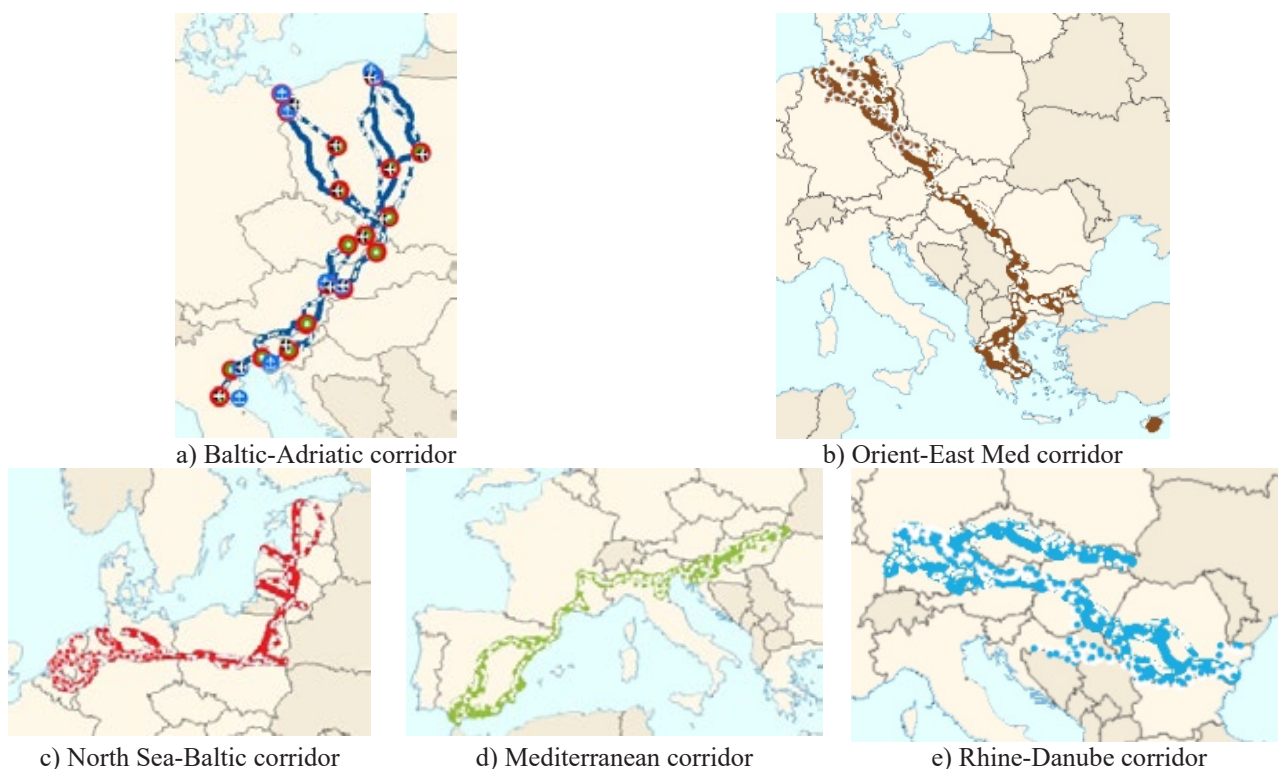 a) Baltic-Adriatic corridor
b) Orient-East Med corridor
c) North Sea-Baltic corridor
d) Mediterranean corridor
e) Rhine-Danube corridor